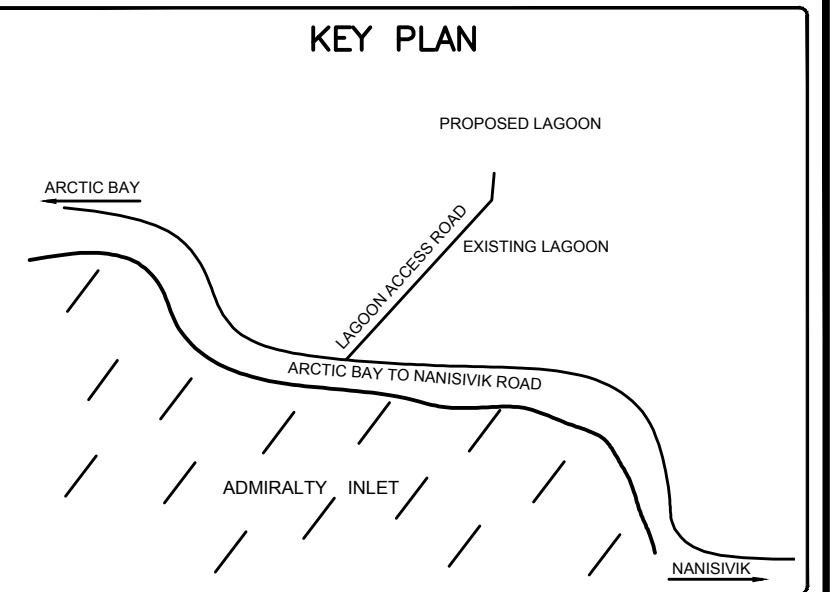 KEY PLAN
PROPOSED LAGOON
ARCTIC BAY
LAGOON ACCESS ROAD
EXISTING LAGOON
ARCTIC BAY TO NANISIVIK ROAD
ADMIRALTY INLET
NANISIVIK